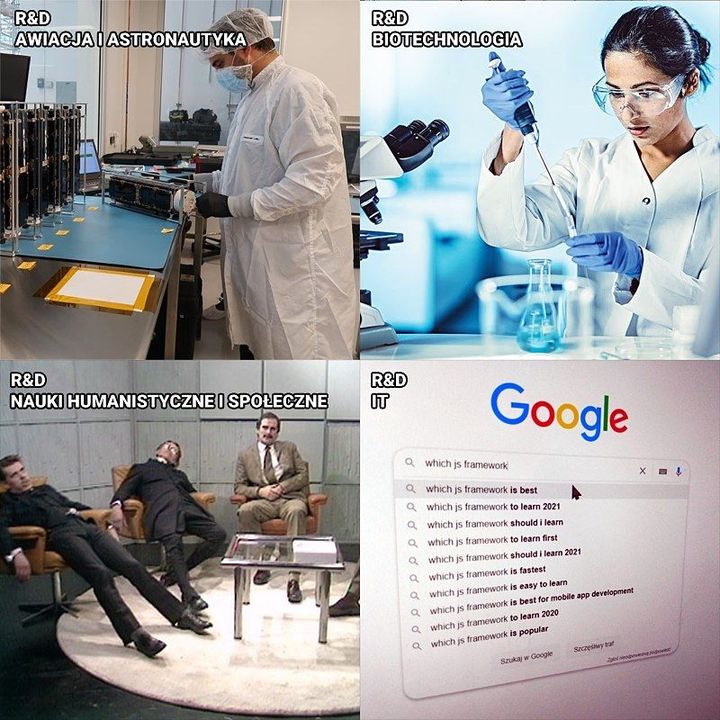 R&D
AWIACJA I ASTRONAUTYKA
R&D
BIOTECHNOLOGIA
R&D
NAUKI HUMANISTYCZNE I SPOŁECZNE
R&D
IT
Google
which js framework
which js framework is best
which js framework to learn 2021
which js framework should i learn
which js framework to learn first
which js framework should i learn 2021
which js framework is fastest
which js framework is easy to learn
which js framework is best for mobile app development
which js framework to learn 2020
which js framework is popular
Szukaj w Google
Szczęśliwy traf
Zgłoś nieodpowiednie podpowiedzi